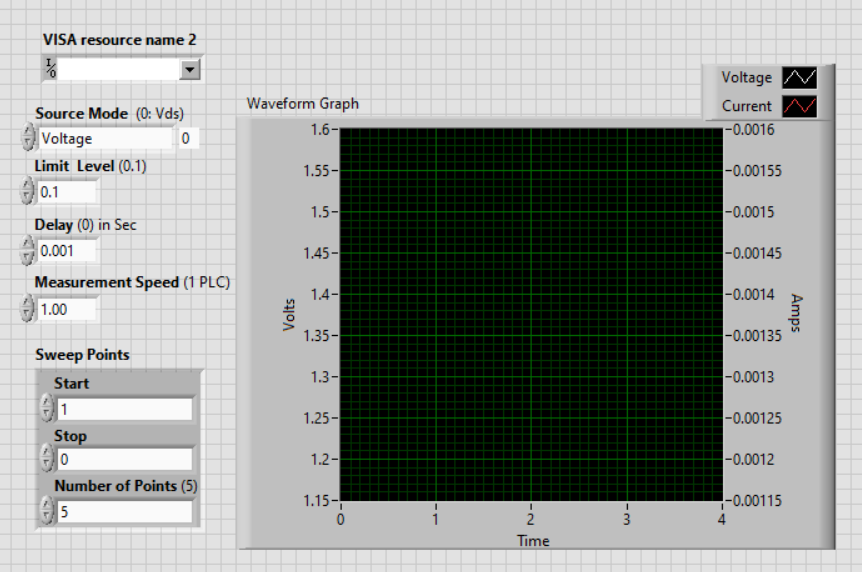 VISA resource name 2
I/O
Source Mode (0: Vds)
Voltage 0
Limit Level (0.1)
0.1
Delay (0) in Sec
0.001
Measurement Speed (1 PLC)
1.00
Sweep Points
Start
1
Stop
0
Number of Points (5)
5
Waveform Graph
Voltage
Current
Volts
1.6
1.55
1.5
1.45
1.4
1.35
1.3
1.25
1.2
1.15
0.0016
0.00155
0.0015
0.00145
0.0014
0.00135
0.0013
0.00125
0.0012
0.00115
Amps
0 1 2 3 4
Time